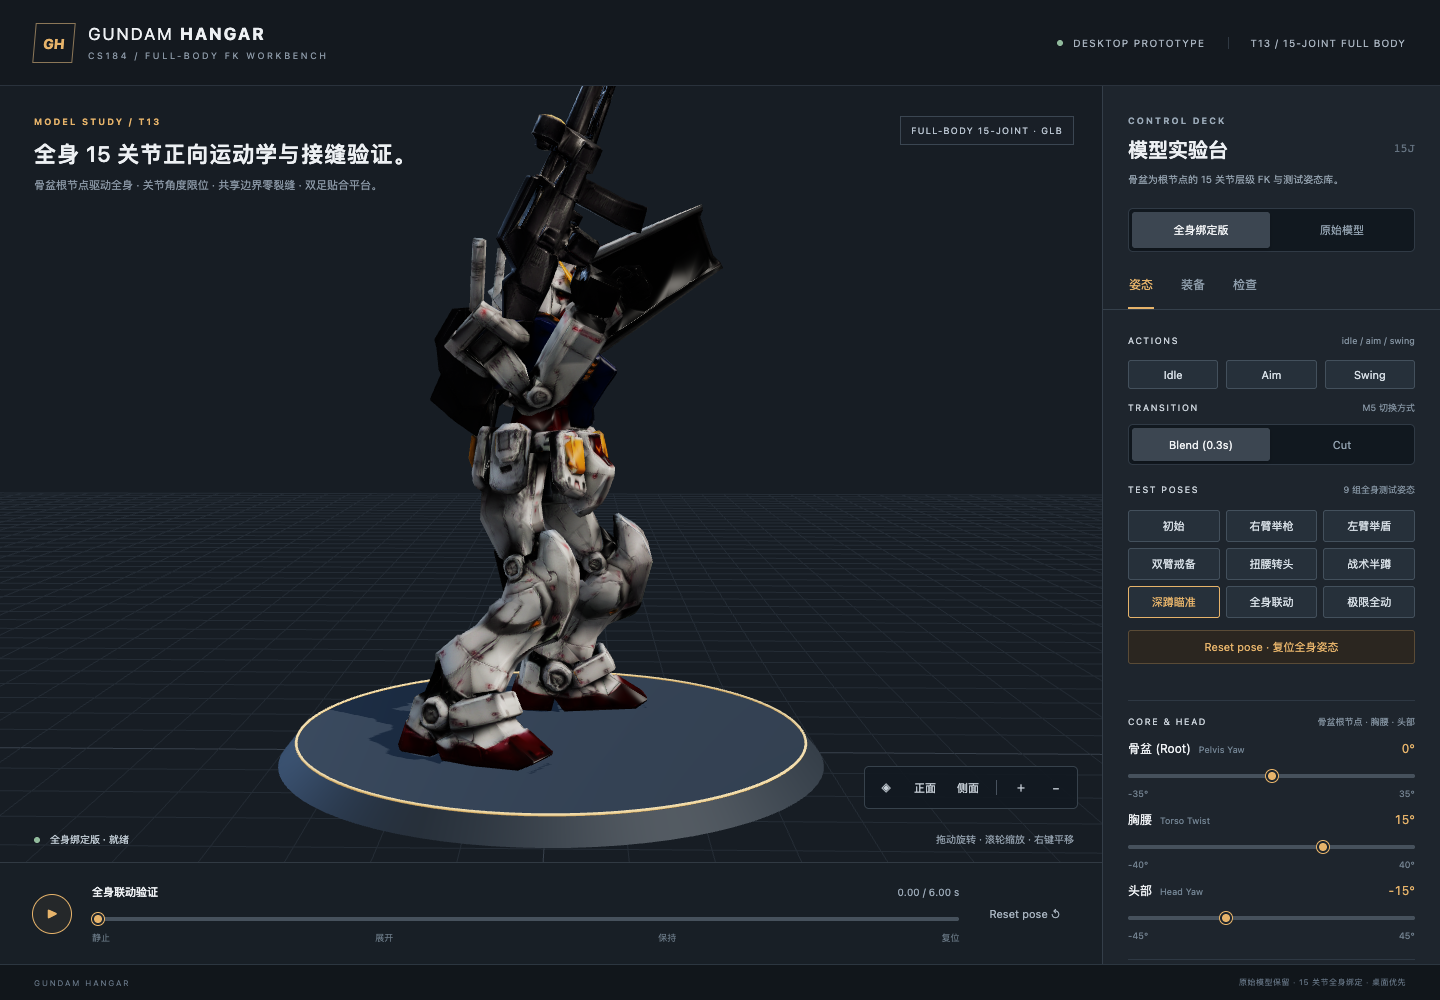 GH
GUNDAM HANGAR
CS184 / FULL-BODY FK WORKBENCH
DESKTOP PROTOTYPE
T13 / 15-JOINT FULL BODY
MODEL STUDY / T13
全身 15 关节正向运动学与接缝验证。
骨盆根节点驱动全身 · 关节角度限位 · 共享边界零裂缝 · 双足贴合平台。
FULL-BODY 15-JOINT · GLB
正面 侧面 + −
全身绑定版 · 就绪
拖动旋转 · 滚轮缩放 · 右键平移
全身联动验证
0.00 / 6.00 s
静止 展开 保持 复位
Reset pose ↺
CONTROL DECK
模型实验台
15J
骨盆为根节点的 15 关节层级 FK 与测试姿态库。
全身绑定版 原始模型
姿态 装备 检查
ACTIONS idle / aim / swing
Idle Aim Swing
TRANSITION M5 切换方式
Blend (0.3s) Cut
TEST POSES 9 组全身测试姿态
初始 右臂举枪 左臂举盾
双臂戒备 扭腰转头 战术半蹲
深蹲瞄准 全身联动 极限全动
Reset pose · 复位全身姿态
CORE & HEAD 骨盆根节点 · 胸腰 · 头部
骨盆 (Root) Pelvis Yaw 0°
-35° 35°
胸腰 Torso Twist 15°
-40° 40°
头部 Head Yaw -15°
-45° 45°
GUNDAM HANGAR
原始模型保留 · 15 关节全身绑定 · 桌面优先